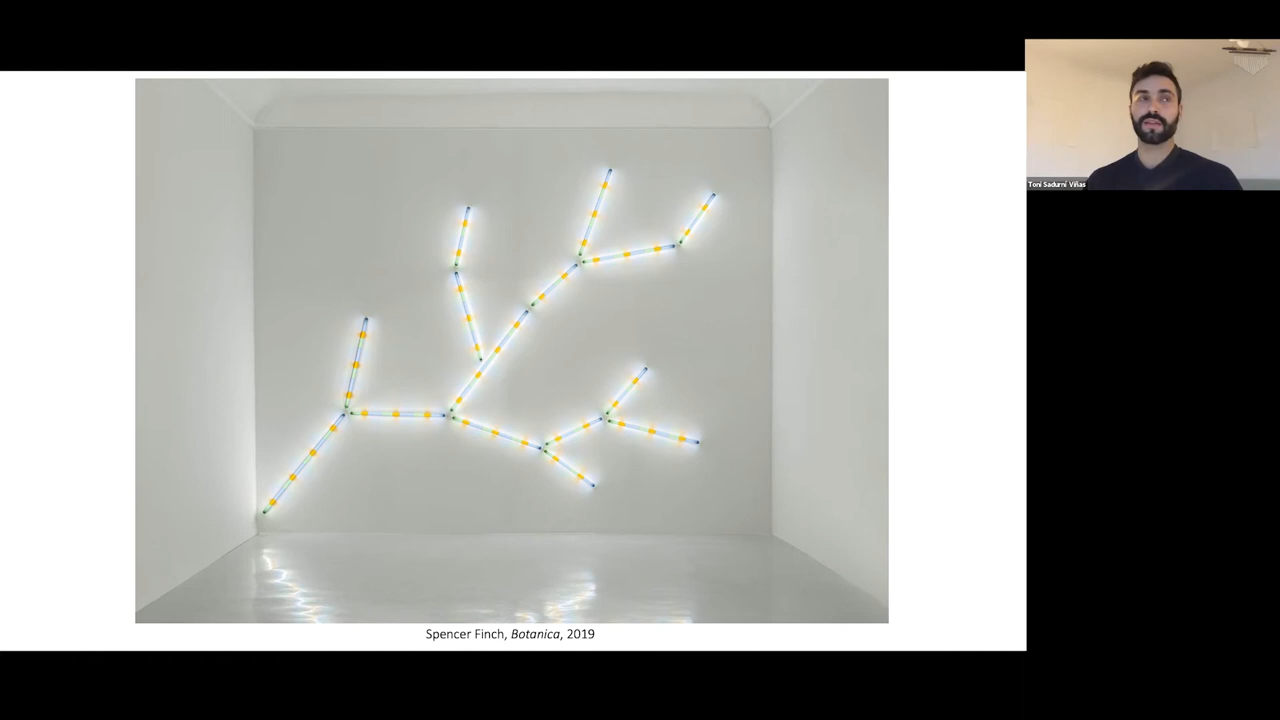 Toni Sadurní Viñas
Spencer Finch, Botanica, 2019